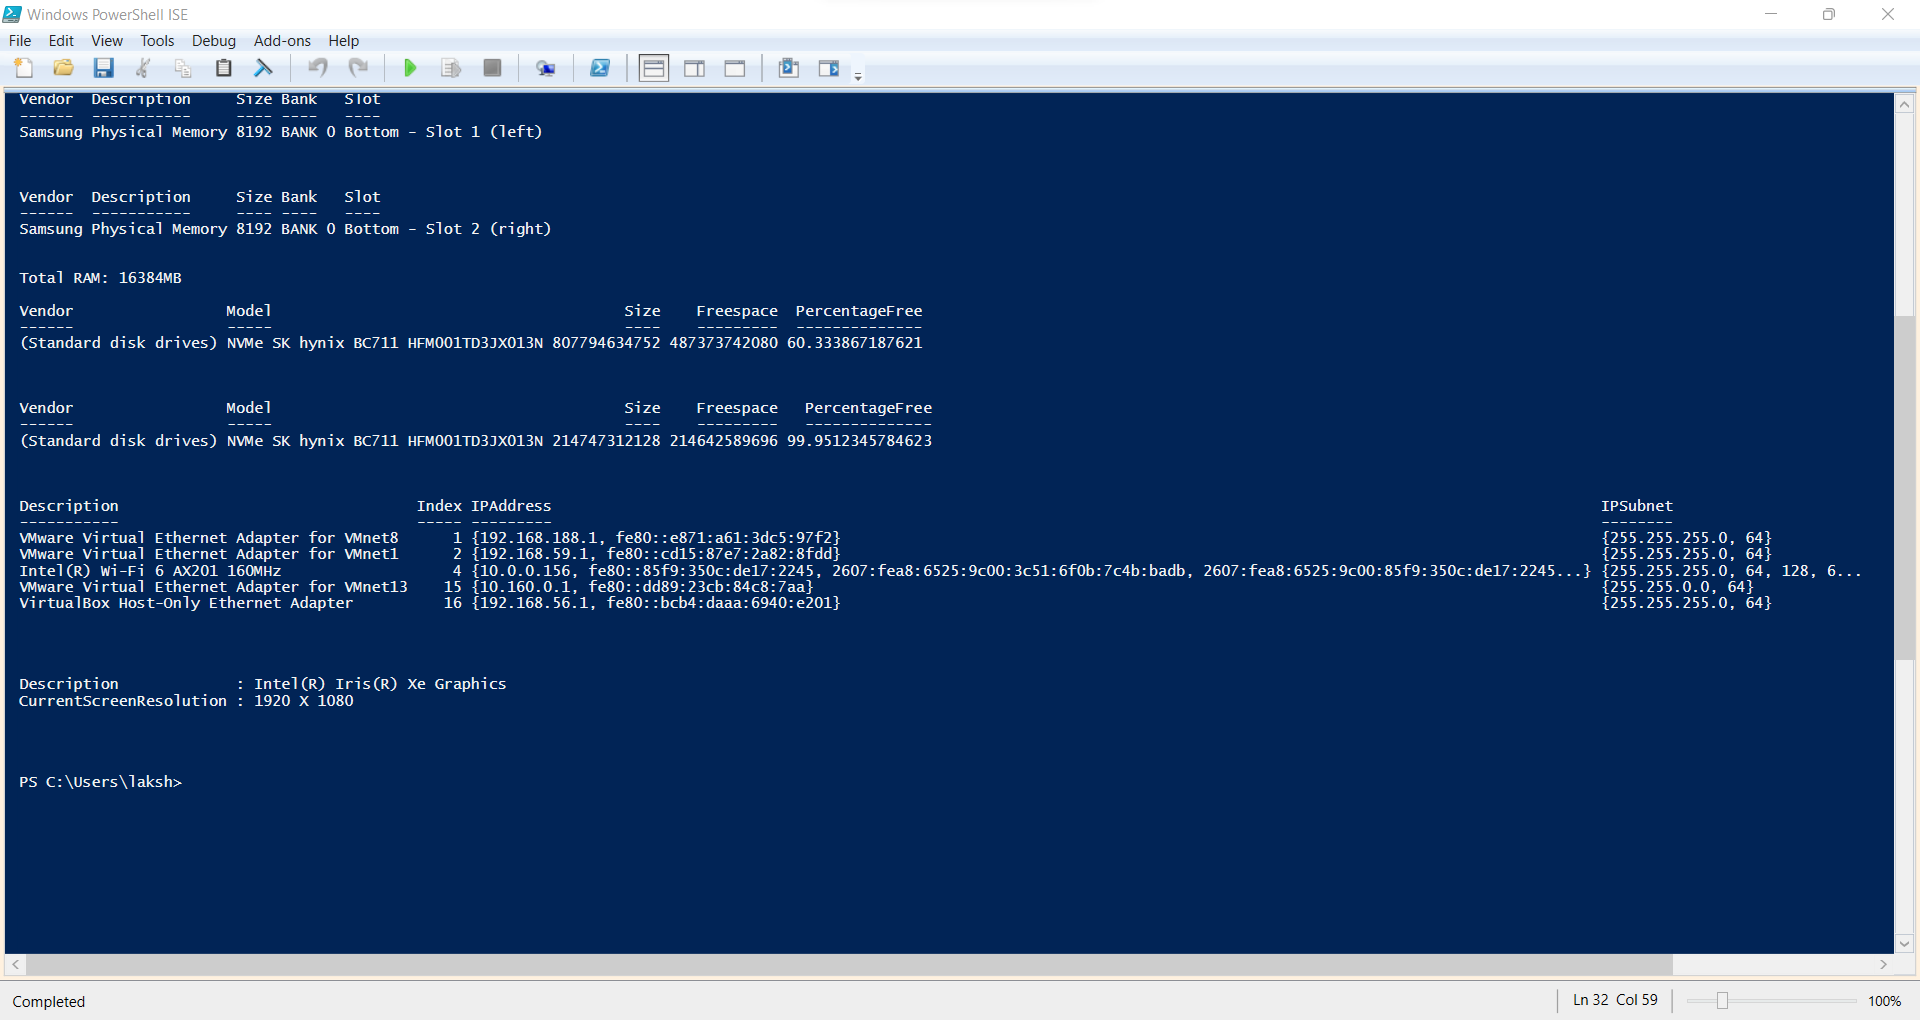 Windows PowerShell ISE
File Edit View Tools Debug Add-ons Help
Vendor  Description     Size Bank   Slot
------  -----------     ---- ----   ----
Samsung Physical Memory 8192 BANK 0 Bottom - Slot 1 (left)
Vendor  Description     Size Bank   Slot
------  -----------     ---- ----   ----
Samsung Physical Memory 8192 BANK 0 Bottom - Slot 2 (right)
Total RAM: 16384MB
Vendor                 Model                                       Size    Freespace  PercentageFree
------                 -----                                       ----    ---------  --------------
(Standard disk drives) NVMe SK hynix BC711 HFM001TD3JX013N 807794634752 487373742080 60.333867187621
Vendor                 Model                                       Size    Freespace   PercentageFree
------                 -----                                       ----    ---------   --------------
(Standard disk drives) NVMe SK hynix BC711 HFM001TD3JX013N 214747312128 214642589696 99.9512345784623
Description                                 Index IPAddress                                                                                                                    IPSubnet
-----------                                 ----- ---------                                                                                                                    --------
VMware Virtual Ethernet Adapter for VMnet8      1 {192.168.188.1, fe80::e871:a61:3dc5:97f2}                                                                                    {255.255.255.0, 64}
VMware Virtual Ethernet Adapter for VMnet1      2 {192.168.59.1, fe80::cd15:87e7:2a82:8fdd}                                                                                    {255.255.255.0, 64}
Intel(R) Wi-Fi 6 AX201 160MHz                   4 {10.0.0.156, fe80::85f9:350c:de17:2245, 2607:fea8:6525:9c00:3c51:6f0b:7c4b:badb, 2607:fea8:6525:9c00:85f9:350c:de17:2245...} {255.255.255.0, 64, 128, 6...
VMware Virtual Ethernet Adapter for VMnet13    15 {10.160.0.1, fe80::dd89:23cb:84c8:7aa}                                                                                       {255.255.0.0, 64}
VirtualBox Host-Only Ethernet Adapter          16 {192.168.56.1, fe80::bcb4:daaa:6940:e201}                                                                                    {255.255.255.0, 64}
Description             : Intel(R) Iris(R) Xe Graphics
CurrentScreenResolution : 1920 X 1080
PS C:\Users\laksh>
Completed
Ln 32 Col 59
100%